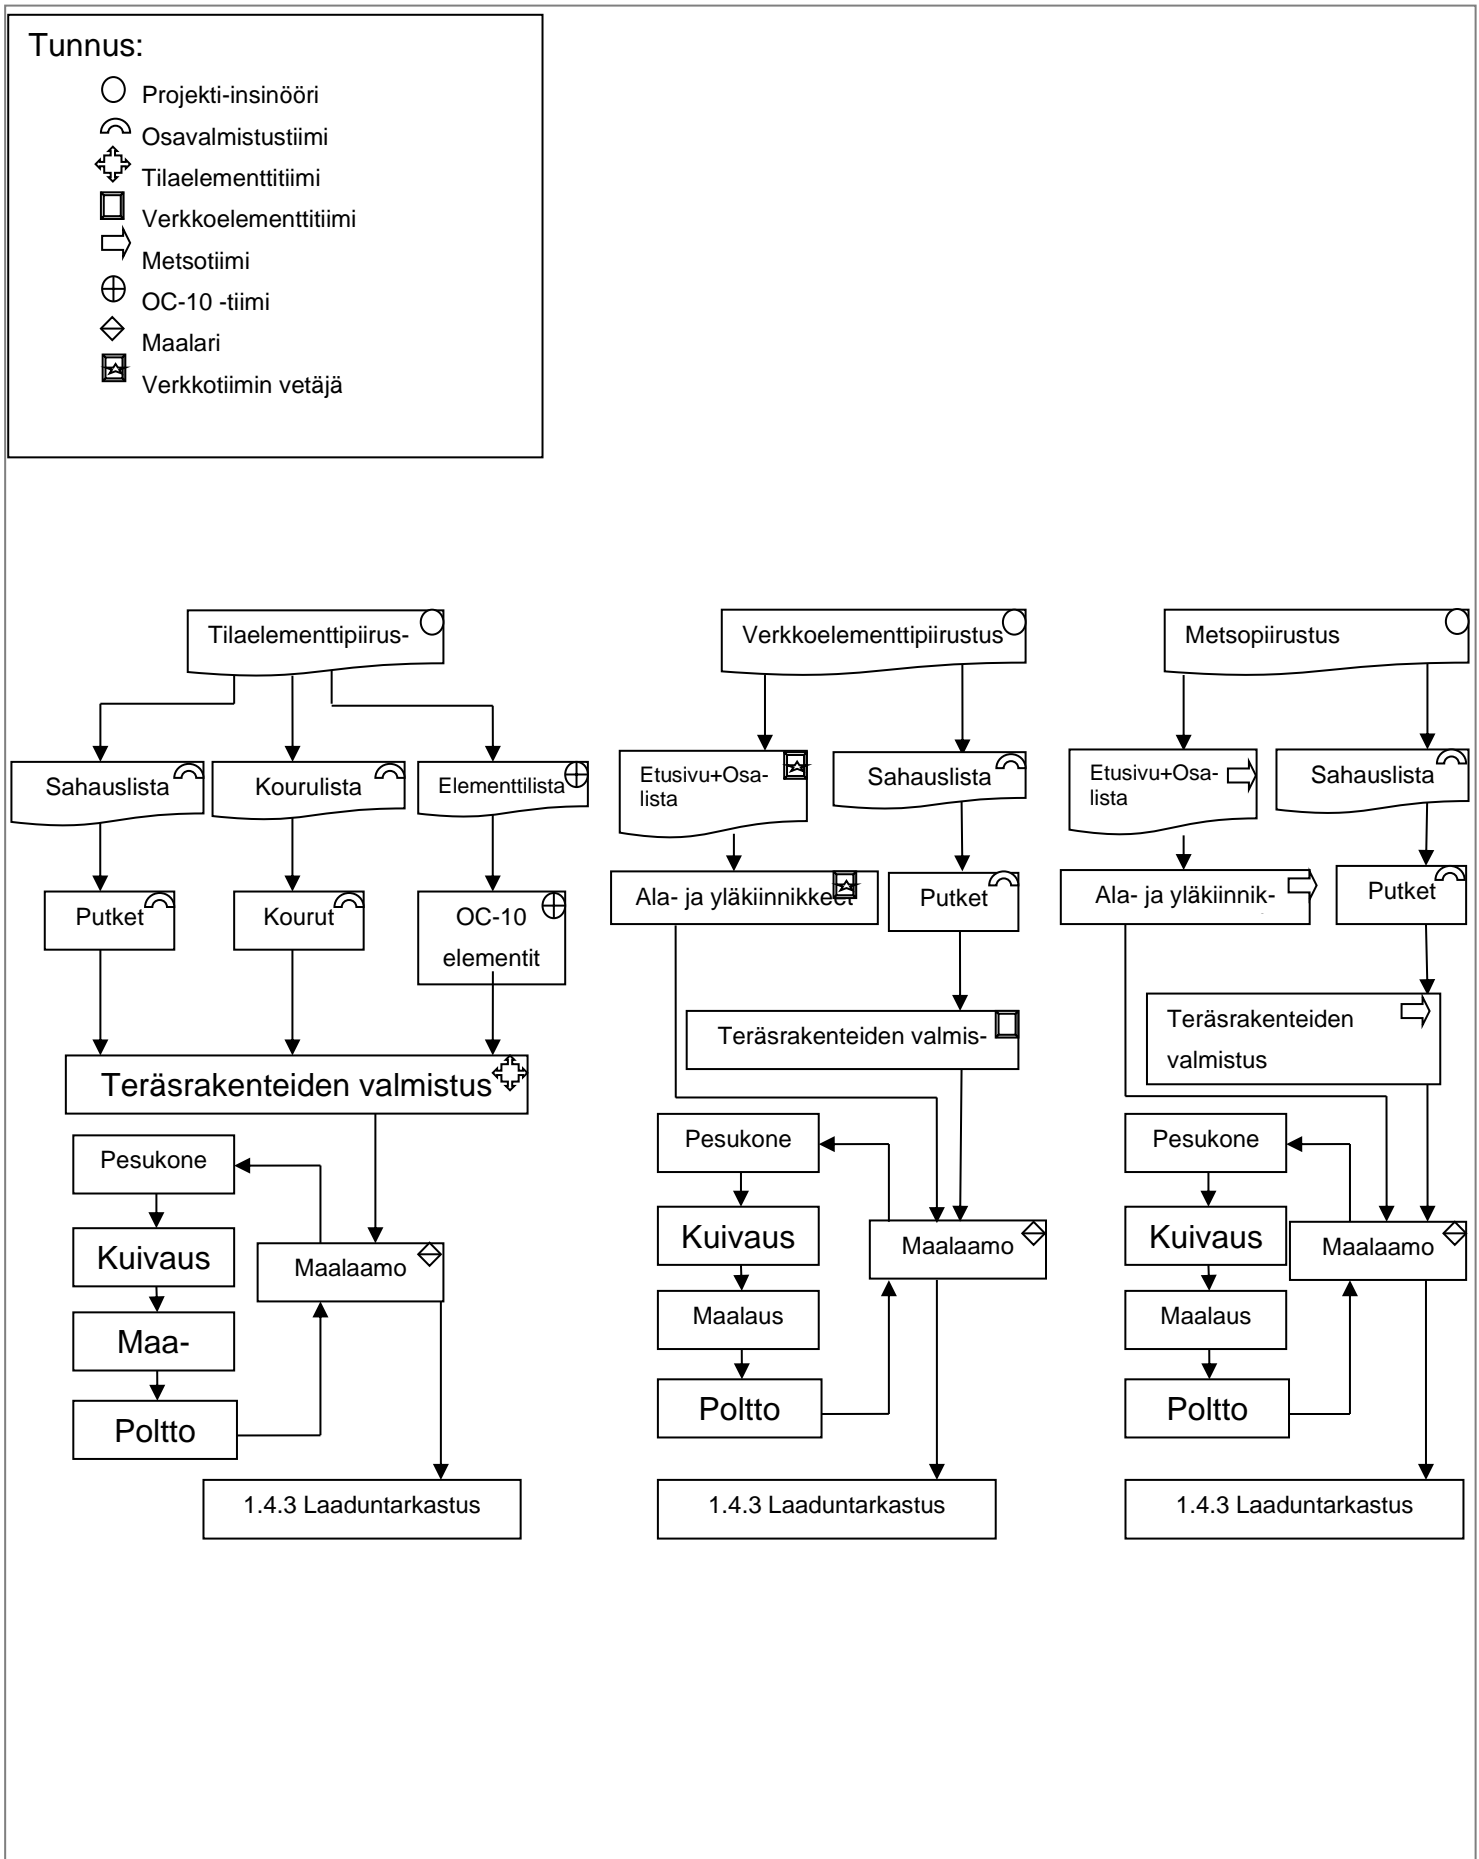 Tunnus:
Projekti-insinööri
Osavalmistustiimi
Tilaelementtitiimi
Verkkoelementtitiimi
Metsotiimi
OC-10 -tiimi
Maalari
Verkkotiimin vetäjä
Tilaelementtipiirus-
Sahauslista
Kourulista
Elementtilista
Putket
Kourut
OC-10
elementit
Teräsrakenteiden valmistus
Pesukone
Kuivaus
Maa-
Poltto
Maalaamo
1.4.3 Laaduntarkastus
Verkkoelementtipiirustus
Etusivu+Osa-
lista
Sahauslista
Ala- ja yläkiinnikkeet
Putket
Teräsrakenteiden valmis-
Pesukone
Kuivaus
Maalaus
Poltto
Maalaamo
1.4.3 Laaduntarkastus
Metsopiirustus
Etusivu+Osa-
lista
Sahauslista
Ala- ja yläkiinnik-
Putket
Teräsrakenteiden
valmistus
Pesukone
Kuivaus
Maalaus
Poltto
Maalaamo
1.4.3 Laaduntarkastus